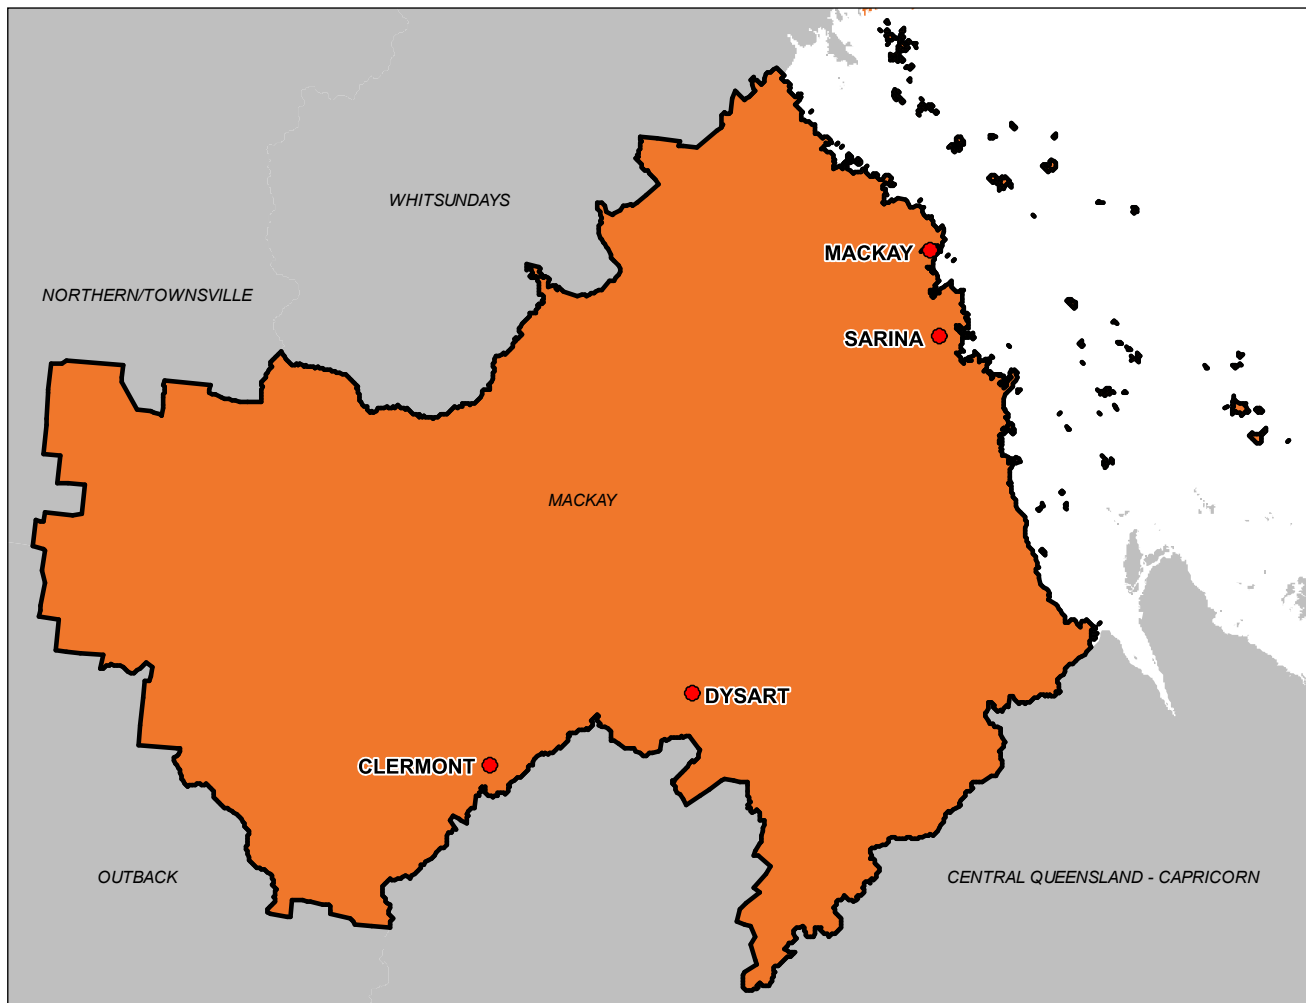 WHITSUNDAYS
MACKAY
NORTHERN/TOWNSVILLE
SARINA
MACKAY
DYSART
CLERMONT
OUTBACK
CENTRAL QUEENSLAND - CAPRICORN